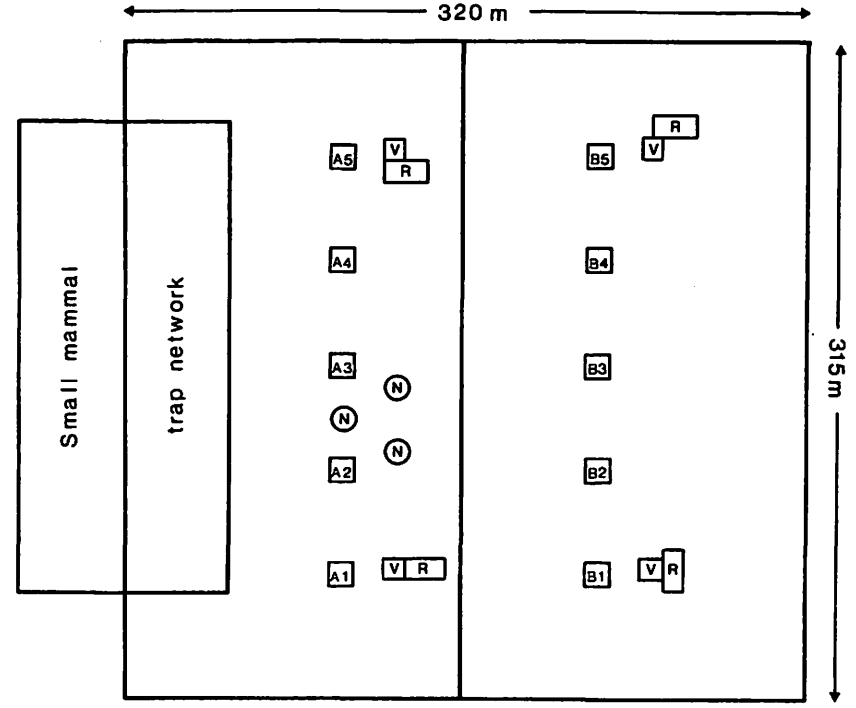 320 m
R
V
A5
V
R
B5
A4
B4
Small mammal
trap network
A3
N
B3
315 m
N
N
A2
B2
A1
V
R
B1
V
R